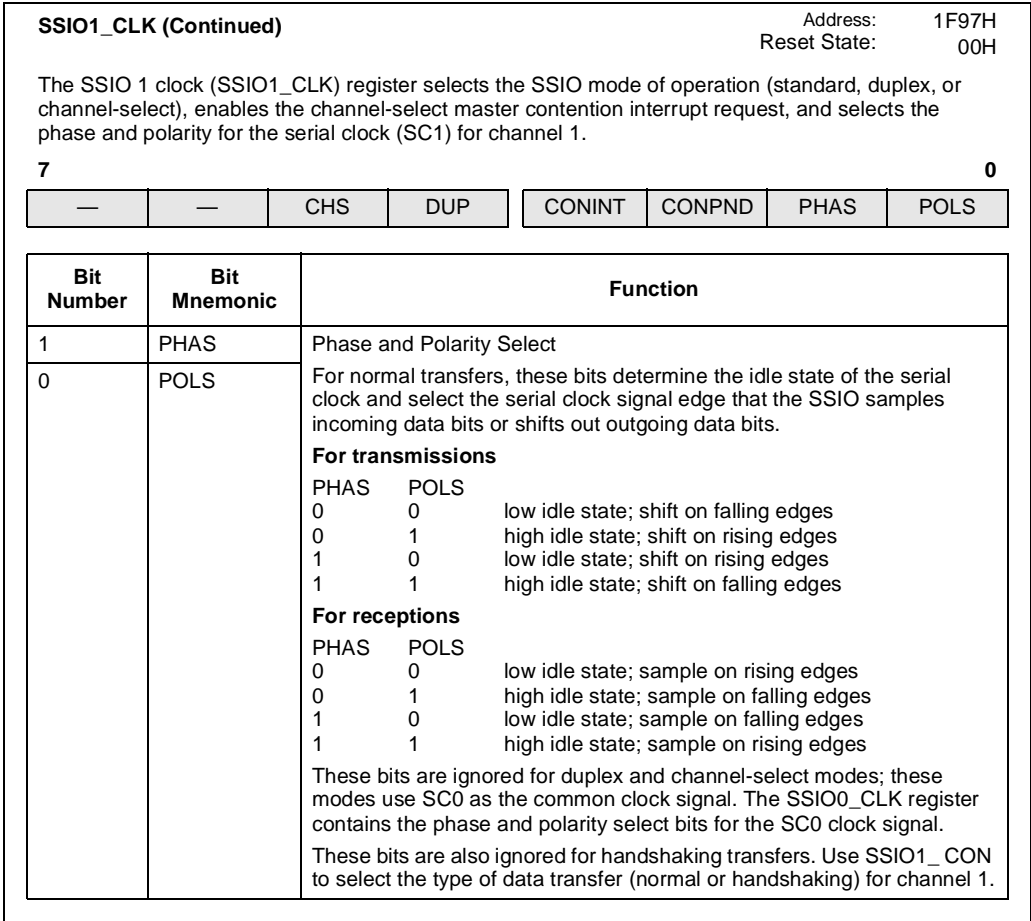 SSIO1_CLK (Continued) Address: 1F97H
Reset State: 00H
The SSIO 1 clock (SSIO1_CLK) register selects the SSIO mode of operation (standard, duplex, or
channel-select), enables the channel-select master contention interrupt request, and selects the
phase and polarity for the serial clock (SC1) for channel 1.
7 0
— — CHS DUP CONINT CONPND PHAS POLS
Bit Number Bit Mnemonic Function
1 PHAS Phase and Polarity Select
0 POLS For normal transfers, these bits determine the idle state of the serial
clock and select the serial clock signal edge that the SSIO samples
incoming data bits or shifts out outgoing data bits.
For transmissions
PHAS POLS
0 0 low idle state; shift on falling edges
0 1 high idle state; shift on rising edges
1 0 low idle state; shift on rising edges
1 1 high idle state; shift on falling edges
For receptions
PHAS POLS
0 0 low idle state; sample on rising edges
0 1 high idle state; sample on falling edges
1 0 low idle state; sample on falling edges
1 1 high idle state; sample on rising edges
These bits are ignored for duplex and channel-select modes; these
modes use SC0 as the common clock signal. The SSIO0_CLK register
contains the phase and polarity select bits for the SC0 clock signal.
These bits are also ignored for handshaking transfers. Use SSIO1_ CON
to select the type of data transfer (normal or handshaking) for channel 1.